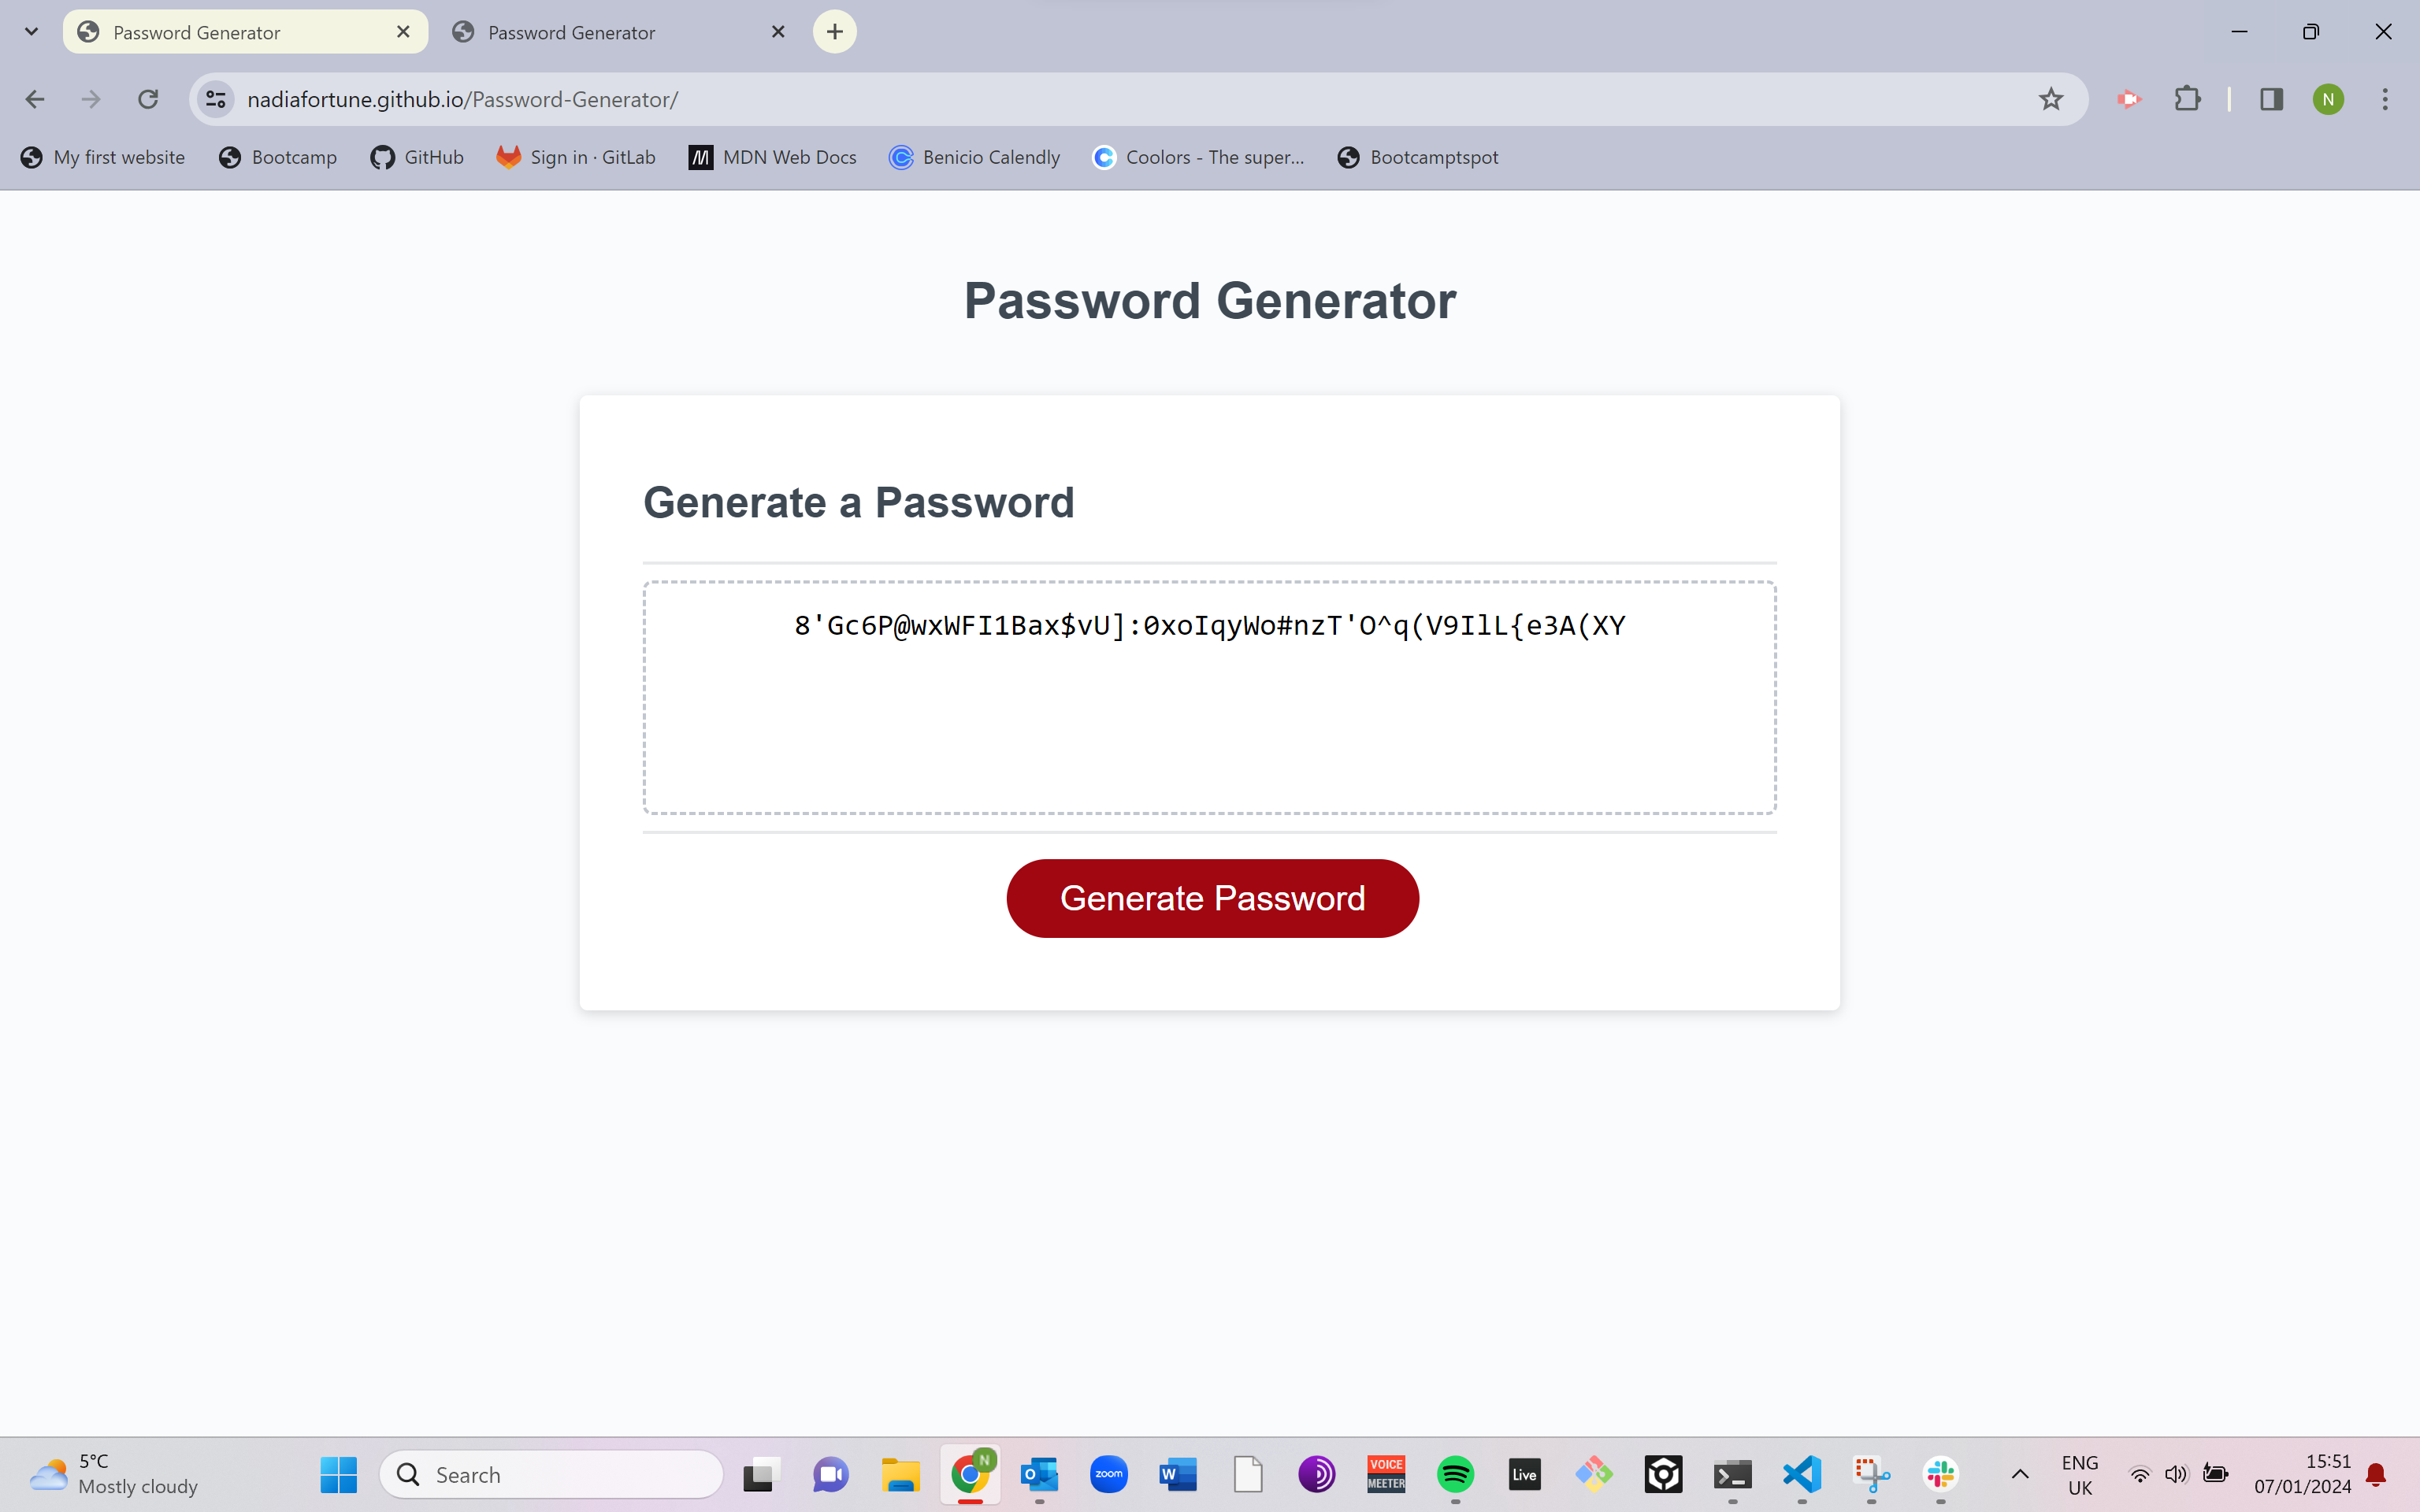 Password Generator
Password Generator
nadiafortune.github.io/Password-Generator/
N
My first website
Bootcamp
GitHub
Sign in · GitLab
MDN Web Docs
Benicio Calendly
Coolors - The super...
Bootcamptspot
Password Generator
Generate a Password
8'Gc6P@wxWFI1Bax$vU]:0xoIqyWo#nzT'O^q(V9IlL{e3A(XY
Generate Password
5°C
Mostly cloudy
Search
N
O
zoom
W
VOICE
MEETER
Live
ENG
UK
15:51
07/01/2024